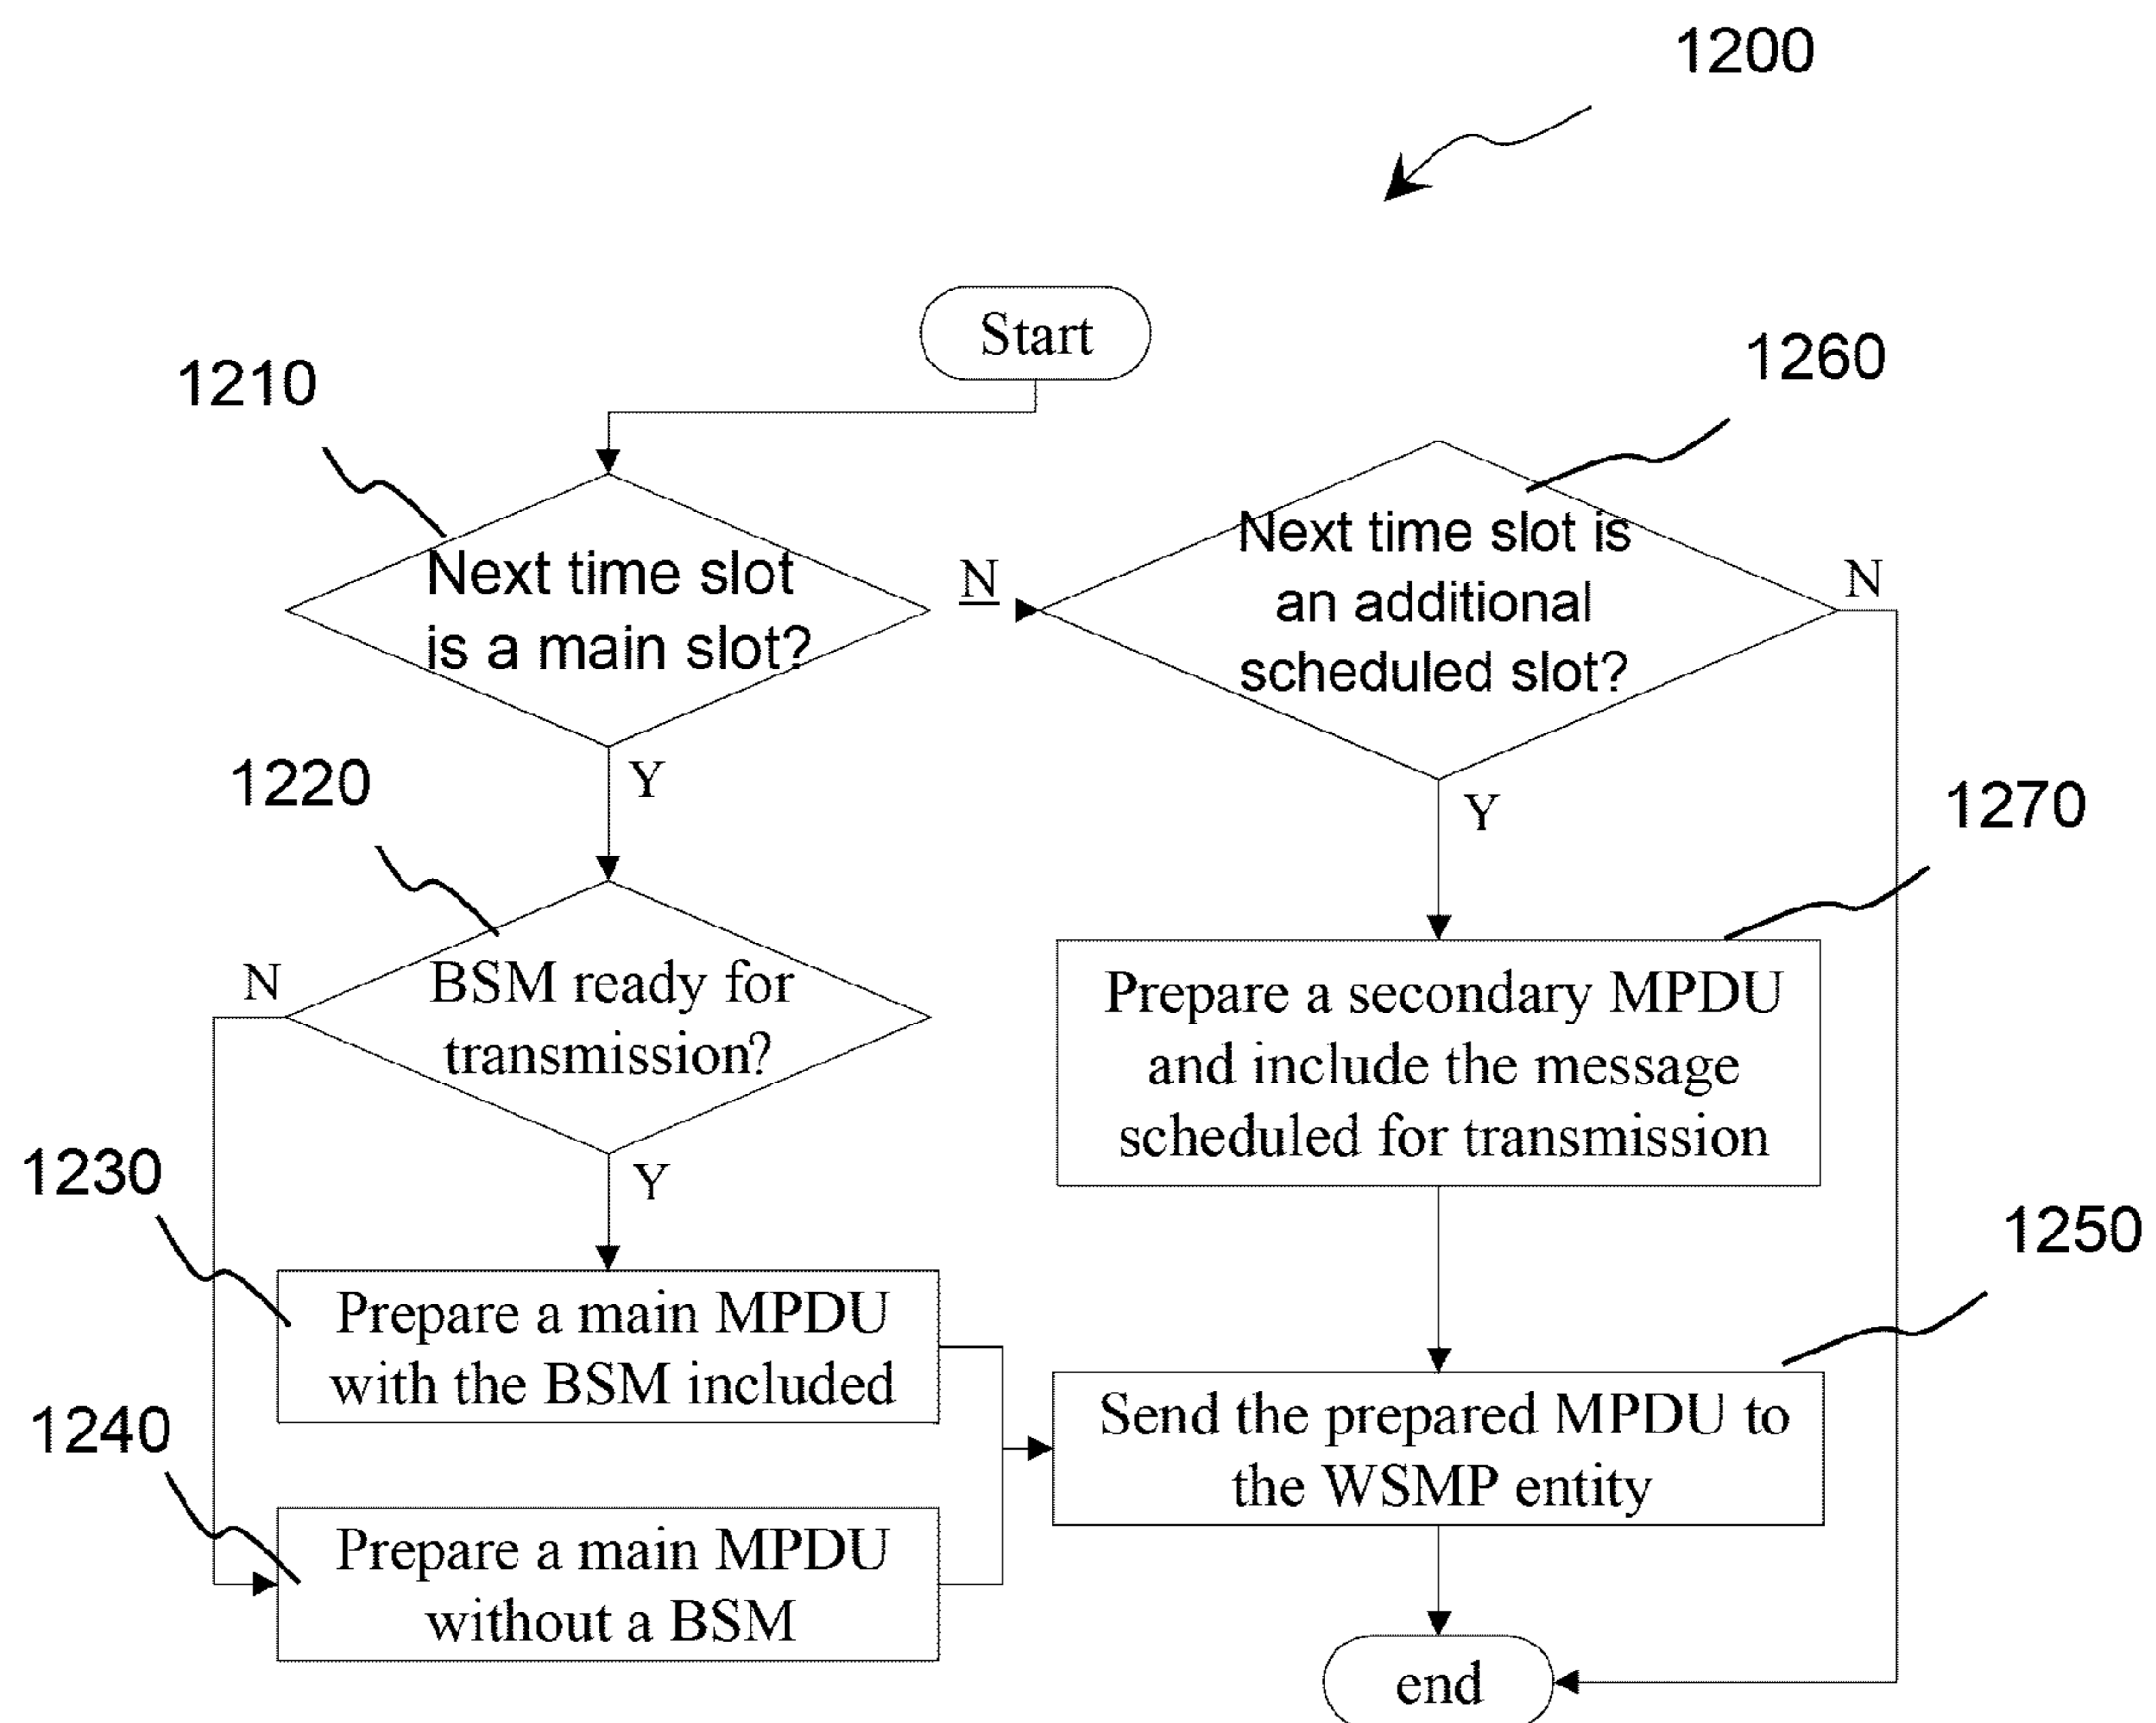 1200
Start
1210
1260
Next time slot
is a main slot?
N
Next time slot is
an additional
scheduled slot?
N
Y
1220
Y
1270
N
BSM ready for
transmission?
Prepare a secondary MPDU
and include the message
scheduled for transmission
Y
1230
1250
Prepare a main MPDU
with the BSM included
1240
Send the prepared MPDU to
the WSMP entity
Prepare a main MPDU
without a BSM
end